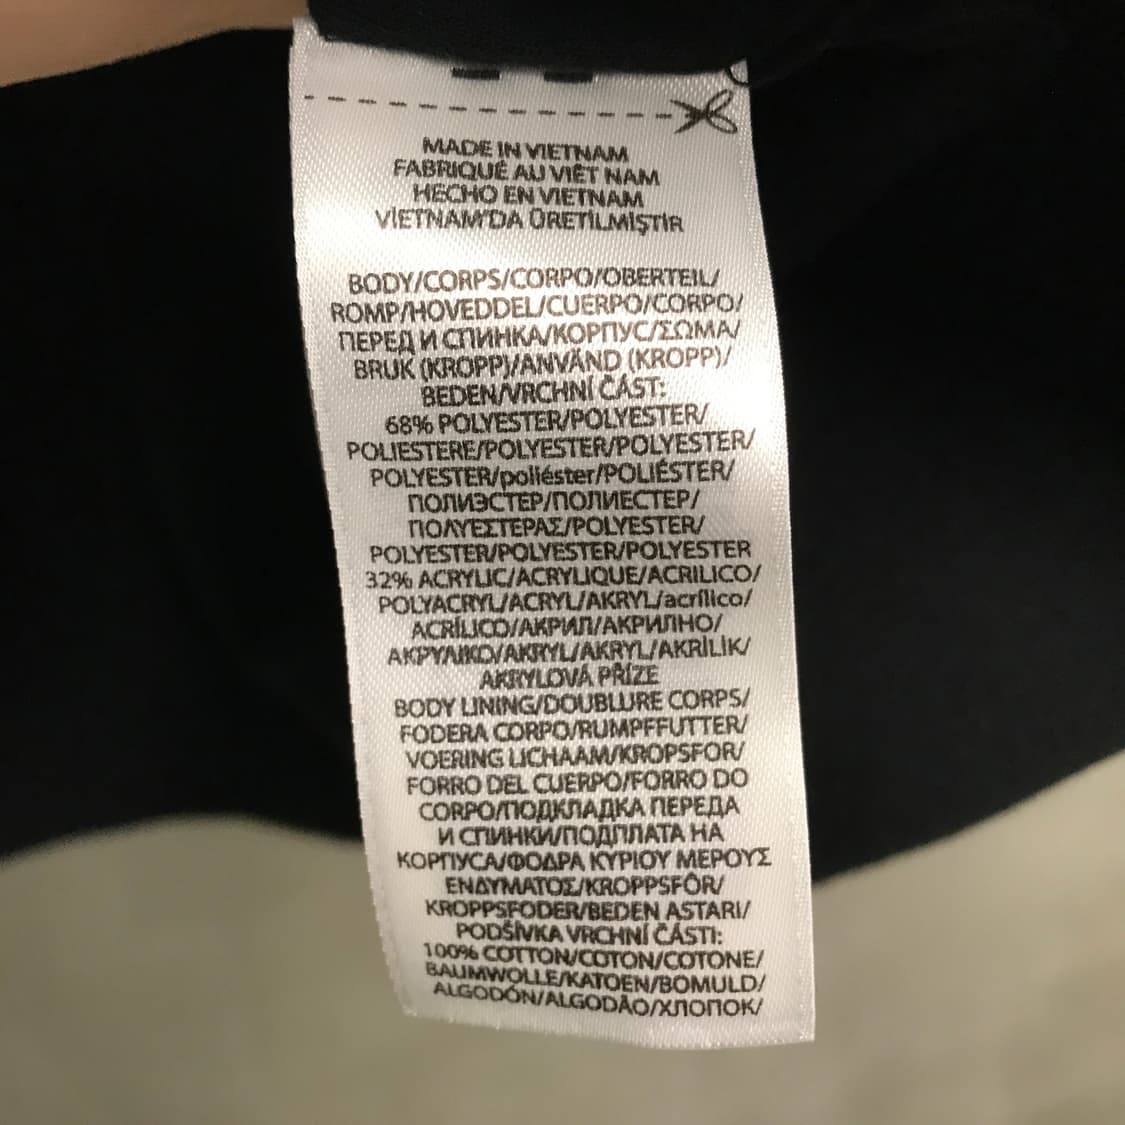 MADE IN VIETNAM
FABRIQUÉ AU VIÊT NAM
HECHO EN VIETNAM
VİETNAM'DA ÜRETİLMİŞTİR
BODY/CORPS/CORPO/OBERTEIL/
ROMP/HOVEDDEL/CUERPO/CORPO/
ПЕРЕД И СПИНКА/КОРПУС/ΣΩΜΑ/
BRUK (KROPP)/ANVÄND (KROPP)/
BEDEN/VRCHNÍ ČÁST:
68% POLYESTER/POLYESTER/
POLIESTERE/POLYESTER/POLYESTER/
POLYESTER/poliéster/POLIÉSTER/
ПОЛИЭСТЕР/ПОЛИЕСТЕР/
ΠΟΛΥΕΣΤΕΡΑΣ/POLYESTER/
POLYESTER/POLYESTER/POLYESTER
32% ACRYLIC/ACRYLIQUE/ACRILICO/
POLYACRYL/ACRYL/AKRYL/acrílico/
ACRÍLICO/АКРИЛ/АКРИЛНО/
ΑΚΡΥΛΙΚΟ/AKRYL/AKRYL/AKRİLİK/
AKRYLOVÁ PŘÍZE
BODY LINING/DOUBLURE CORPS/
FODERA CORPO/RUMPFFUTTER/
VOERING LICHAAM/KROPSFOR/
FORRO DEL CUERPO/FORRO DO
CORPO/ПОДКЛАДКА ПЕРЕДА
И СПИНКИ/ПОДПЛАТА НА
КОРПУСА/ΦΟΔΡΑ ΚΥΡΙΟΥ ΜΕΡΟΥΣ
ΕΝΔΥΜΑΤΟΣ/KROPPSFÔR/
KROPPSFODER/BEDEN ASTARI/
PODŠÍVKA VRCHNÍ ČÁSTI:
100% COTTON/COTON/COTONE/
BAUMWOLLE/KATOEN/BOMULD/
ALGODÓN/ALGODÃO/ХЛОПОК/